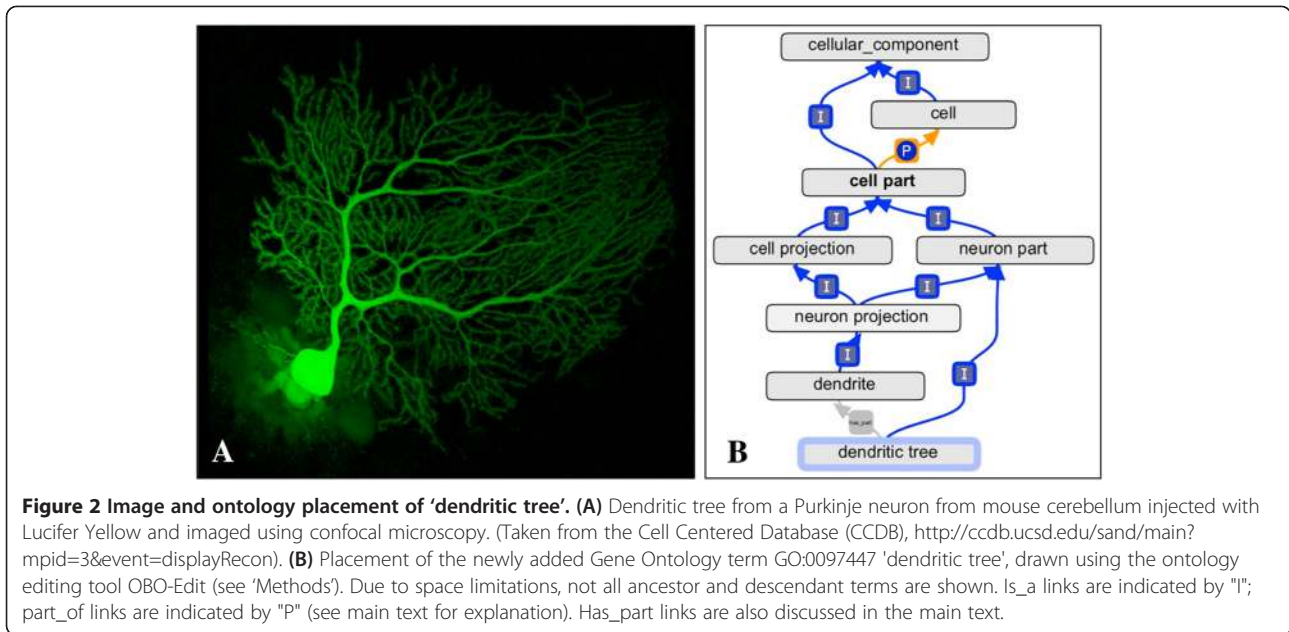 A
cellular_component
I
I
cell
P
cell part
I
I
cell projection
neuron part
I
I
neuron projection
I
dendrite
I
has_part
B
dendritic tree
Figure 2 Image and ontology placement of ‘dendritic tree’. (A) Dendritic tree from a Purkinje neuron from mouse cerebellum injected with
Lucifer Yellow and imaged using confocal microscopy. (Taken from the Cell Centered Database (CCDB), http://ccdb.ucsd.edu/sand/main?
mpid=3&event=displayRecon). (B) Placement of the newly added Gene Ontology term GO:0097447 'dendritic tree', drawn using the ontology
editing tool OBO-Edit (see ‘Methods’). Due to space limitations, not all ancestor and descendant terms are shown. Is_a links are indicated by "I";
part_of links are indicated by "P" (see main text for explanation). Has_part links are also discussed in the main text.